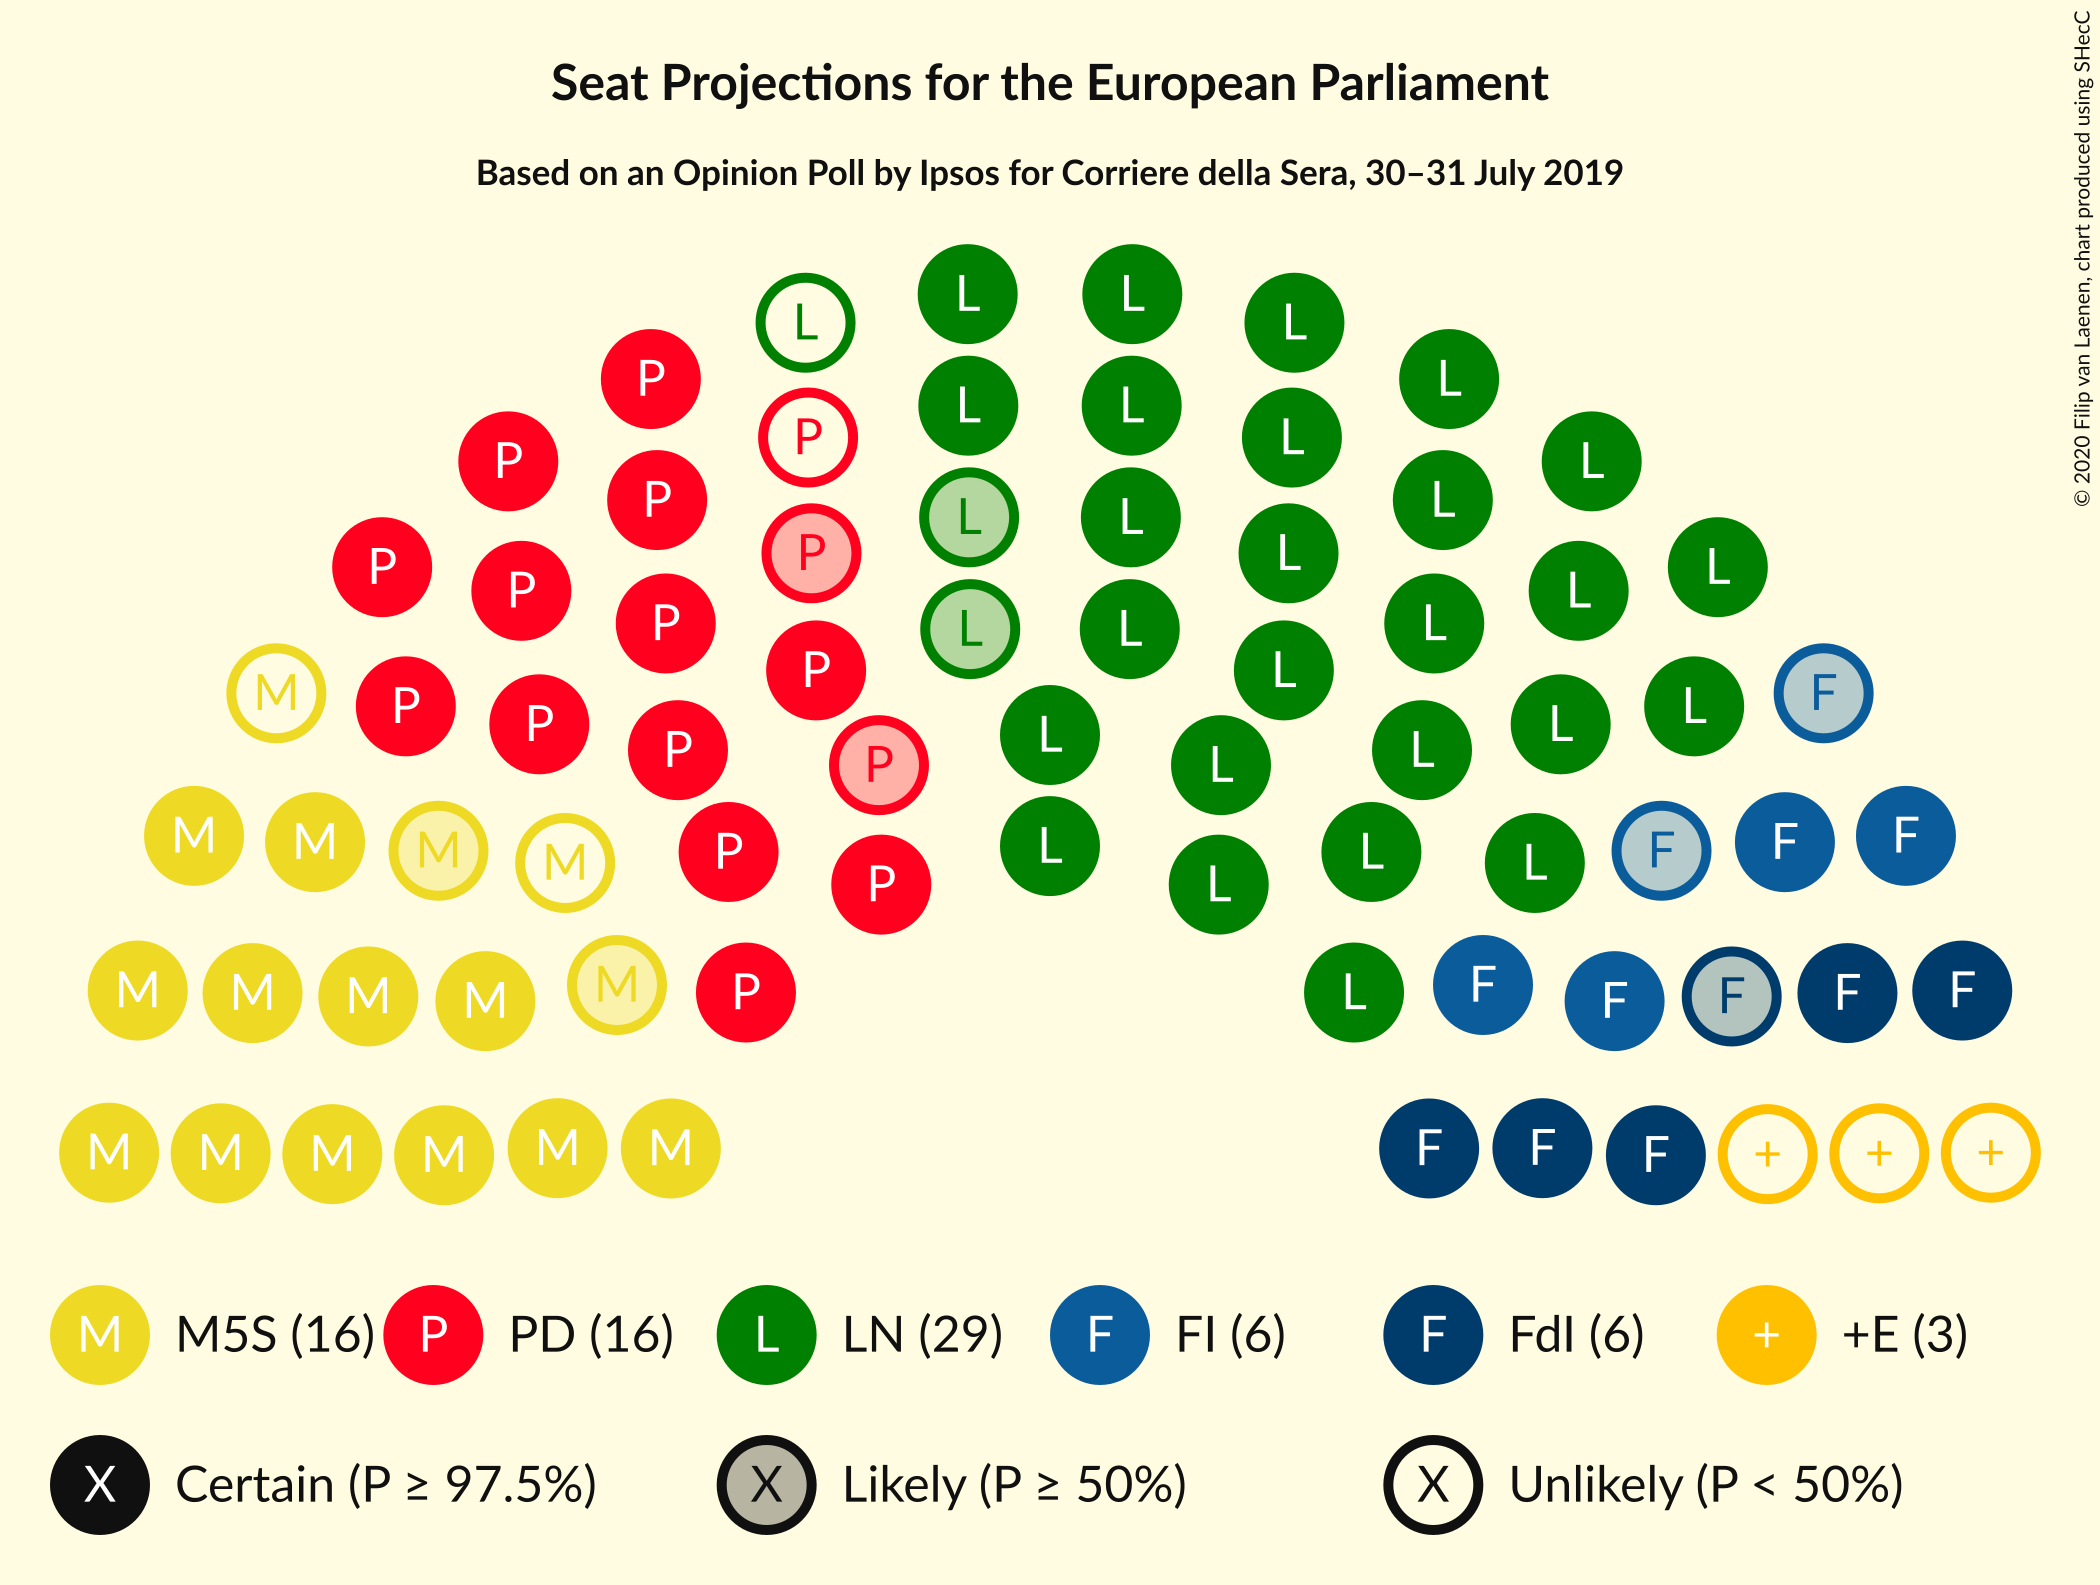 Seat Projections for the European Parliament
Based on an Opinion Poll by Ipsos for Corriere della Sera, 30–31 July 2019
© 2020 Filip van Laenen, chart produced using SHecC
L L L L
P L P
P L L L P
P L L L
P P L L
P P L L L P
P P L L
L L
M P P L L F
P P L L
L P L L
M M M M F F F
P L L L
P L L L
M M M M M P L F F F F F
M M M M M M F F F + + +
M M5S (16) P PD (16) L LN (29) F FI (6) F FdI (6) + +E (3)
X Certain (P ≥ 97.5%) X Likely (P ≥ 50%) X Unlikely (P < 50%)